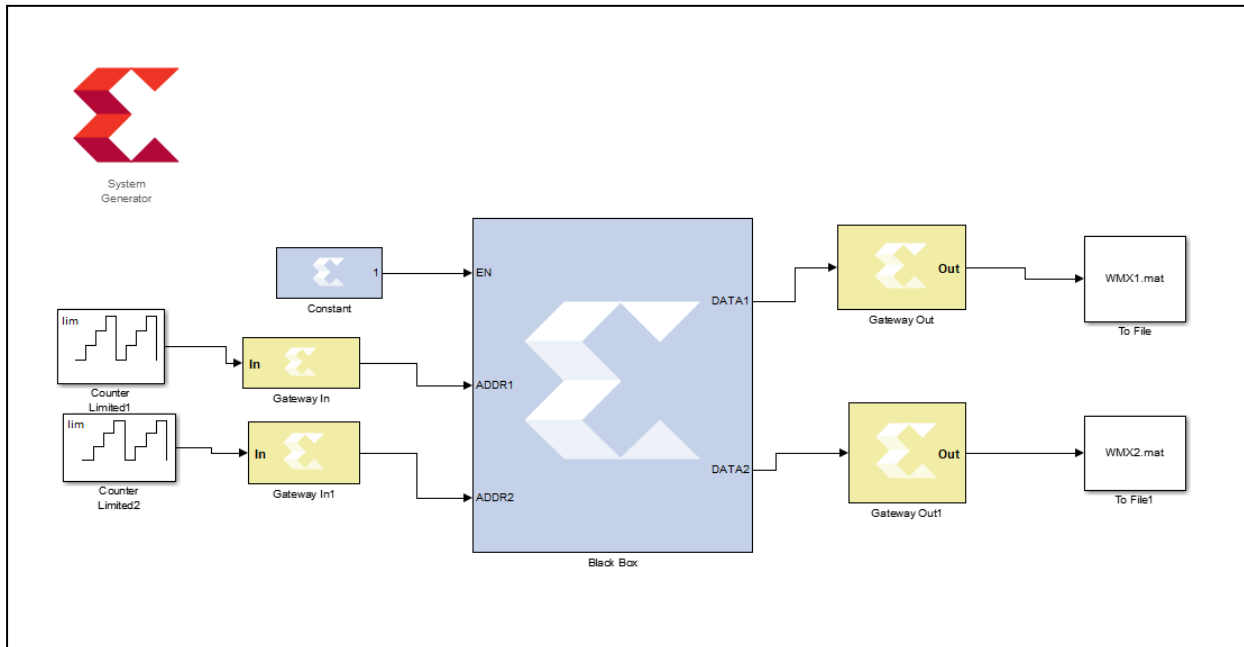 System
Generator
1
Constant
EN
lim
Counter
Limited1
In
Gateway In
ADDR1
lim
Counter
Limited2
In
Gateway In1
ADDR2
Black Box
DATA1
Out
Gateway Out
WMX1.mat
To File
DATA2
Out
Gateway Out1
WMX2.mat
To File1